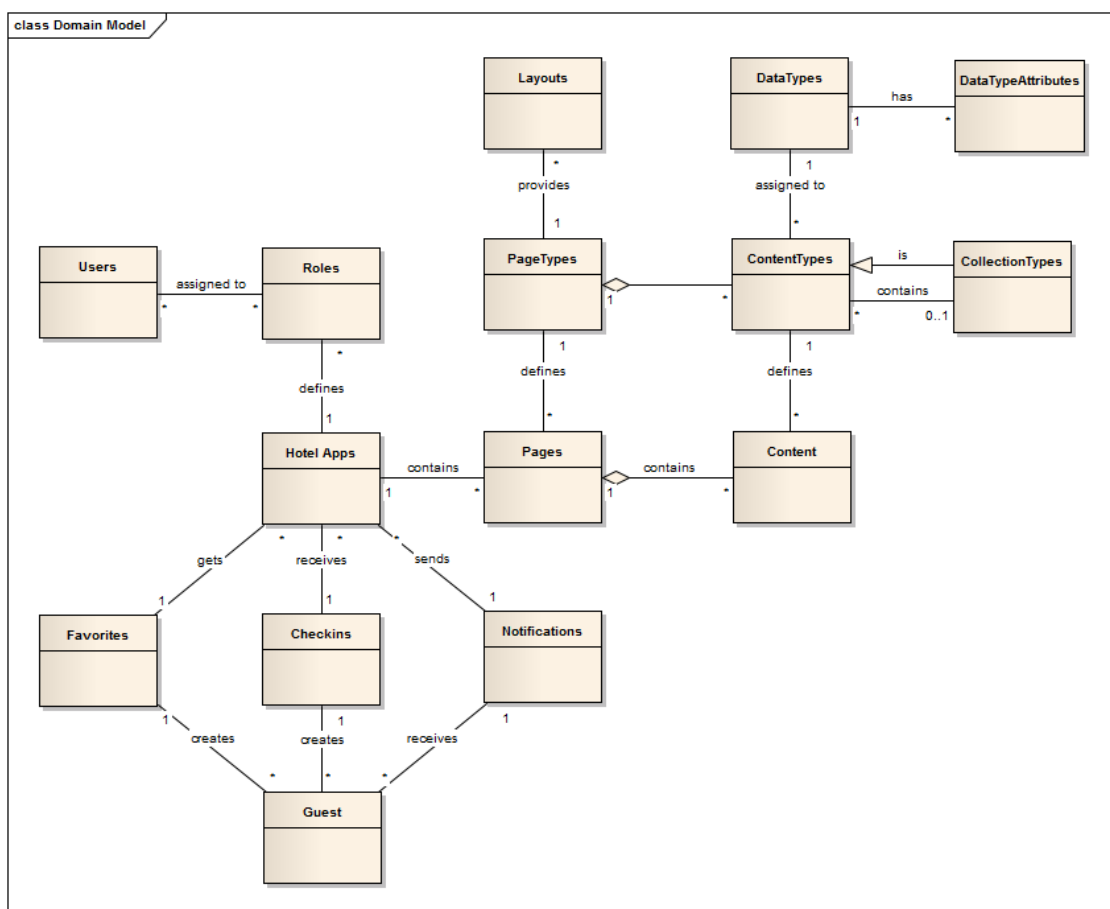 class Domain Model
Layouts
DataTypes
DataTypeAttributes
has
1
*
*
provides
1
1
assigned to
*
Users
Roles
assigned to
*
*
PageTypes
1
*
ContentTypes
is
contains
*
0..1
CollectionTypes
*
defines
1
1
defines
*
1
defines
*
Hotel Apps
contains
1
*
Pages
contains
1
*
Content
*
gets
1
*
receives
1
*
sends
1
Favorites
Checkins
Notifications
1
creates
*
1
creates
*
1
receives
*
Guest